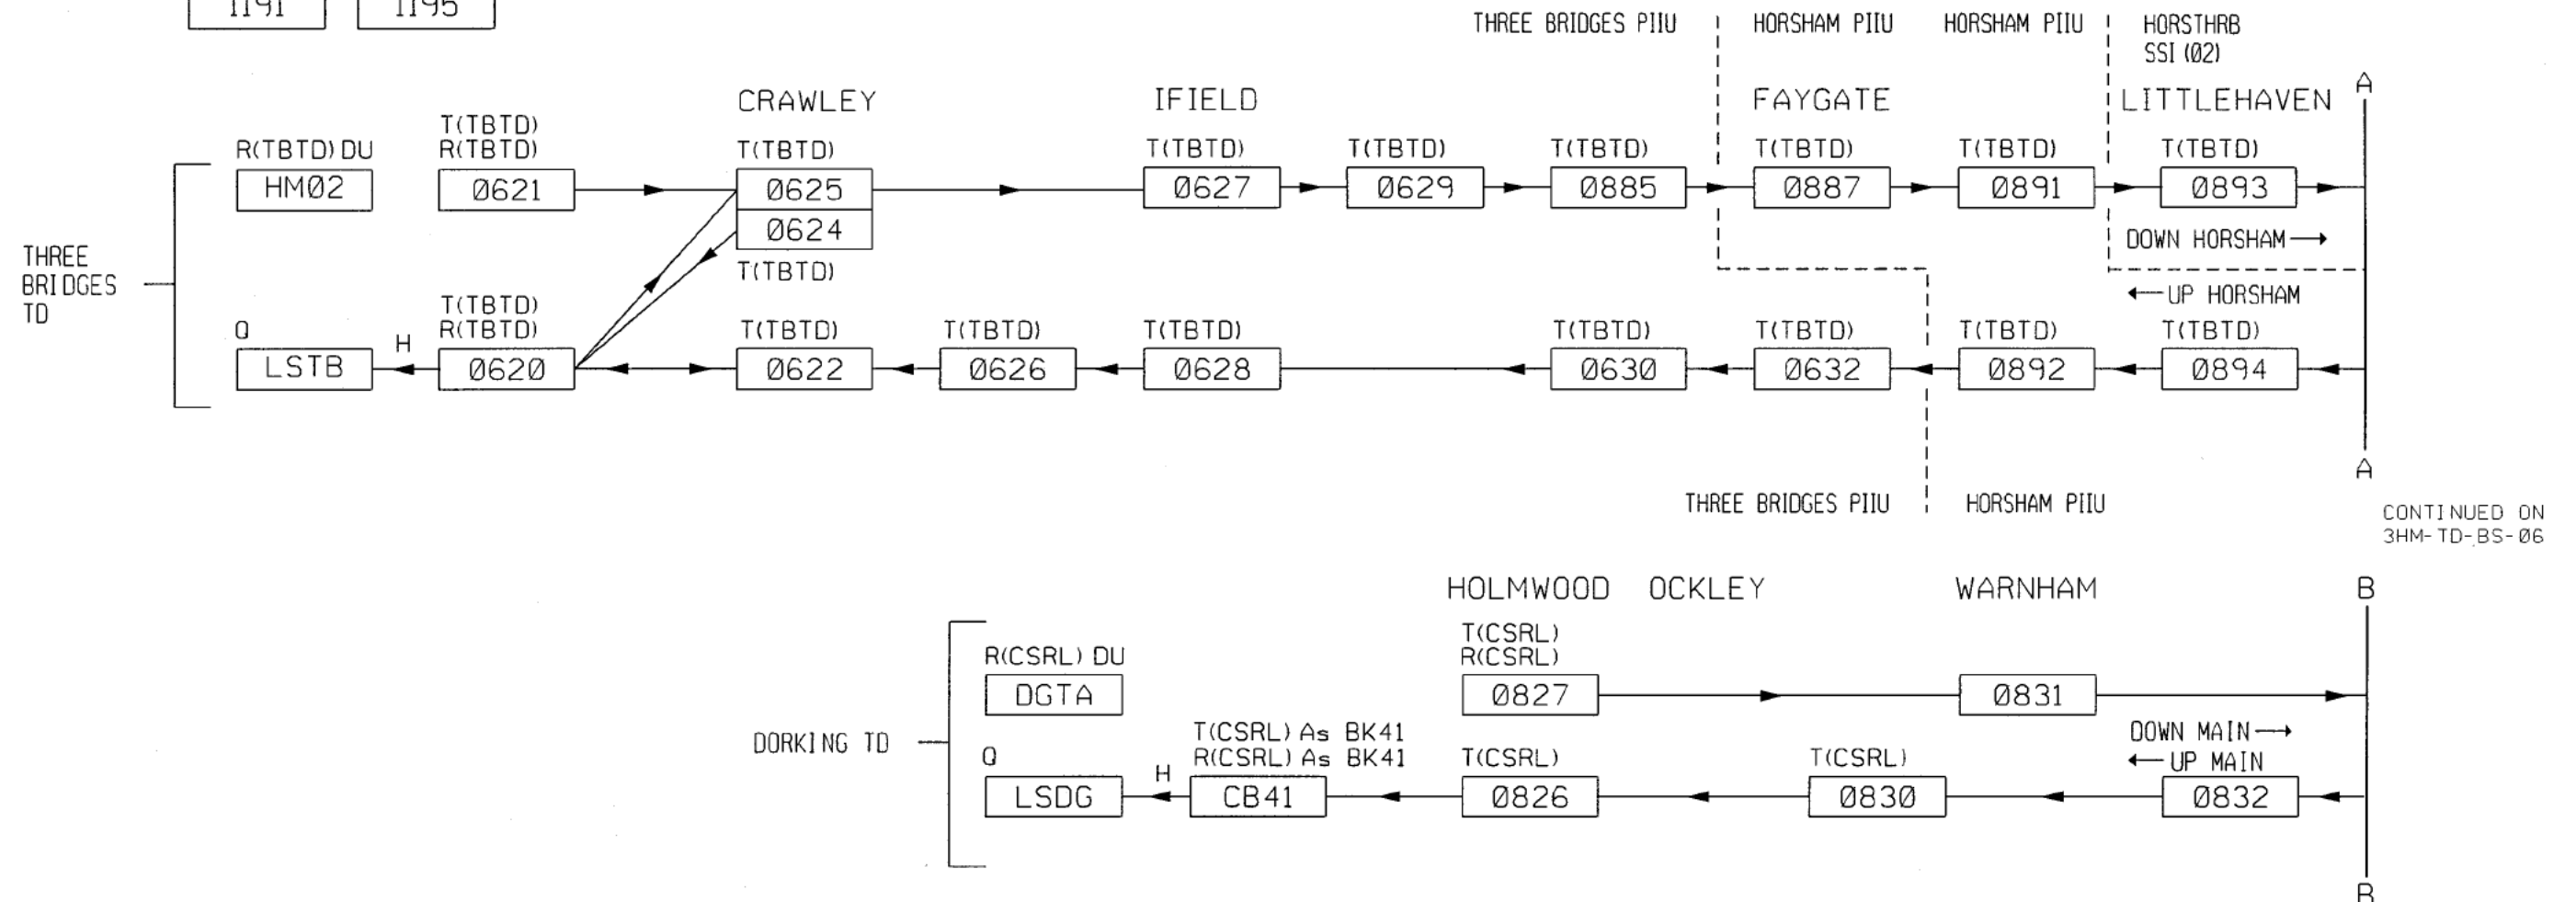 1191 1195
THREE BRIDGES PIIU HORSHAM PIIU HORSHAM PIIU HORSTHRB
SSI (02)
CRAWLEY IFIELD FAYGATE LITTLEHAVEN A
T(TBTD)
R(TBTD) DU R(TBTD) T(TBTD) T(TBTD) T(TBTD) T(TBTD) T(TBTD) T(TBTD) T(TBTD)
HM02 0621 0625 0627 0629 0885 0887 0891 0893
0624
DOWN HORSHAM→
T(TBTD)
THREE
BRIDGES
TD
←UP HORSHAM
T(TBTD)
Q R(TBTD) T(TBTD) T(TBTD) T(TBTD) T(TBTD) T(TBTD) T(TBTD) T(TBTD)
H
LSTB 0620 0622 0626 0628 0630 0632 0892 0894
A
THREE BRIDGES PIIU HORSHAM PIIU
CONTINUED ON
3HM-TD-BS-06
HOLMWOOD OCKLEY WARNHAM B
T(CSRL)
R(CSRL) DU R(CSRL)
DGTA 0827 0831
DORKING TD
T(CSRL) As BK41 DOWN MAIN→
Q R(CSRL) As BK41 T(CSRL) T(CSRL) ←UP MAIN
H
LSDG CB41 0826 0830 0832
B